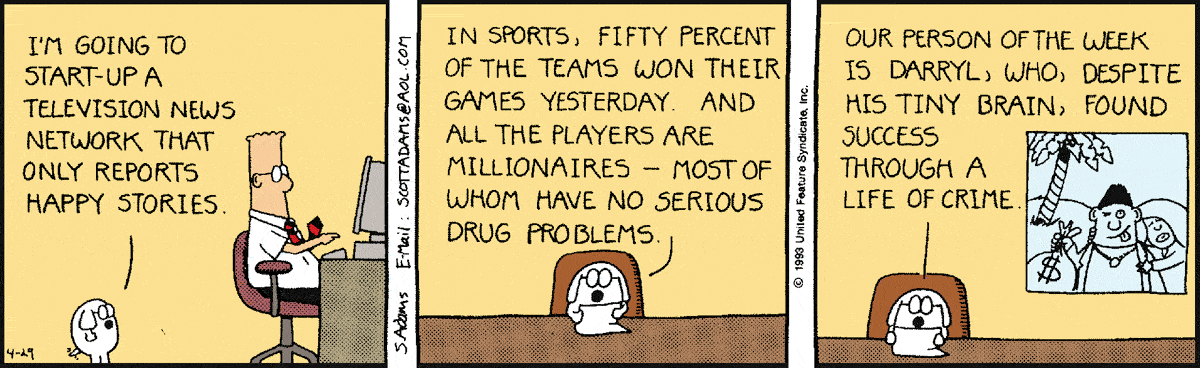 I'M GOING TO
START-UP A
TELEVISION NEWS
NETWORK THAT
ONLY REPORTS
HAPPY STORIES.
4-29
S.Adams E-Mail: SCOTTADAMS@AOL.COM
IN SPORTS, FIFTY PERCENT
OF THE TEAMS WON THEIR
GAMES YESTERDAY. AND
ALL THE PLAYERS ARE
MILLIONAIRES — MOST OF
WHOM HAVE NO SERIOUS
DRUG PROBLEMS.
© 1993 United Feature Syndicate, Inc.
OUR PERSON OF THE WEEK
IS DARRYL, WHO, DESPITE
HIS TINY BRAIN, FOUND
SUCCESS
THROUGH A
LIFE OF CRIME.
$